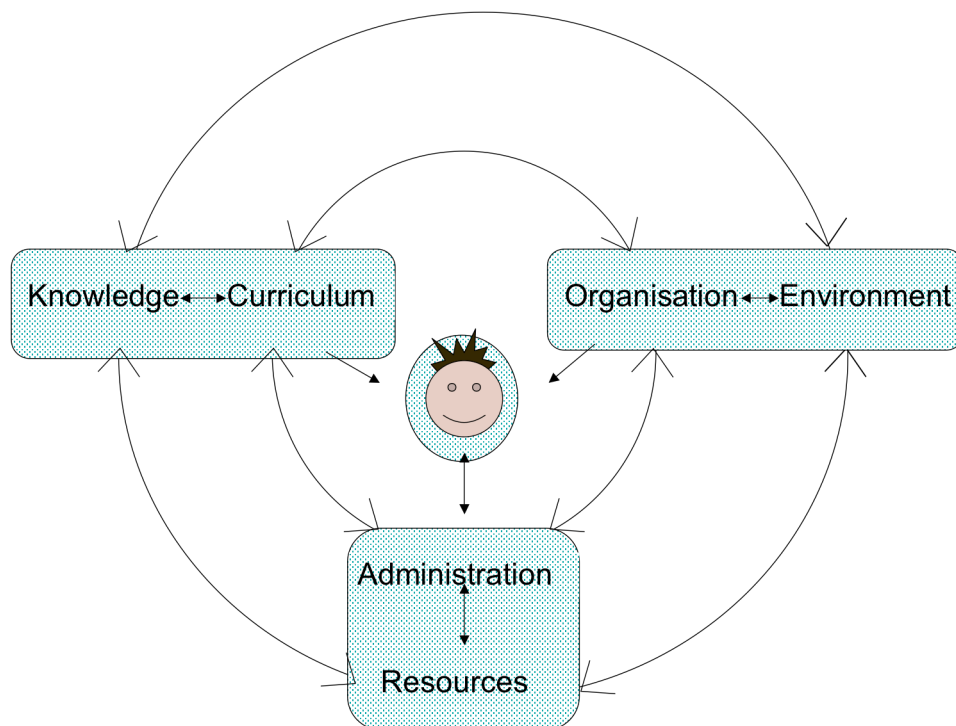 Knowledge Curriculum
Organisation Environment
Administration
Resources